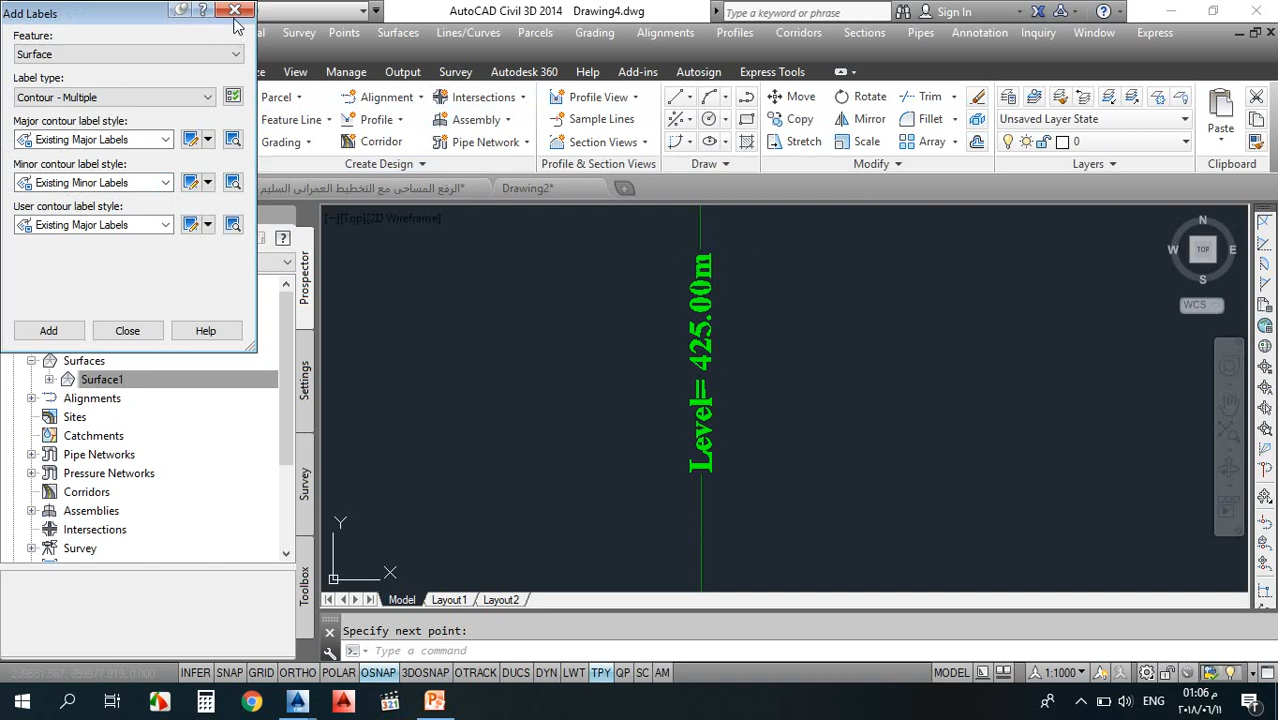 Add Labels
AutoCAD Civil 3D 2014   Drawing4.dwg
Type a keyword or phrase
Sign In
Feature:
Surface
Survey Points Surfaces Lines/Curves Parcels Grading Alignments Profiles Corridors Sections Pipes Annotation Inquiry Window Express
View Manage Output Survey Autodesk 360 Help Add-ins Autosign Express Tools
Label type:
Contour - Multiple
Major contour label style:
Existing Major Labels
Minor contour label style:
Existing Minor Labels
User contour label style:
Existing Major Labels
Add
Close
Help
Parcel
Alignment
Intersections
Feature Line
Profile
Assembly
Grading
Corridor
Pipe Network
Create Design
Profile View
Sample Lines
Section Views
Profile & Section Views
Draw
Move
Rotate
Trim
Copy
Mirror
Fillet
Stretch
Scale
Array
Modify
Unsaved Layer State
0
Layers
Paste
Clipboard
الرفع المساحى مع التخطيط العمرانى السليم*
Drawing2*
[−][Top][2D Wireframe]
N
W TOP E
S
WCS
Level= 425.00m
Y
X
Prospector
Settings
Survey
Toolbox
Surfaces
Surface1
Alignments
Sites
Catchments
Pipe Networks
Pressure Networks
Corridors
Assemblies
Intersections
Survey
Model Layout1 Layout2
Specify next point:
Type a command
INFER SNAP GRID ORTHO POLAR OSNAP 3DOSNAP OTRACK DUCS DYN LWT TPY QP SC AM
MODEL
1:1000
ENG
01:06 م